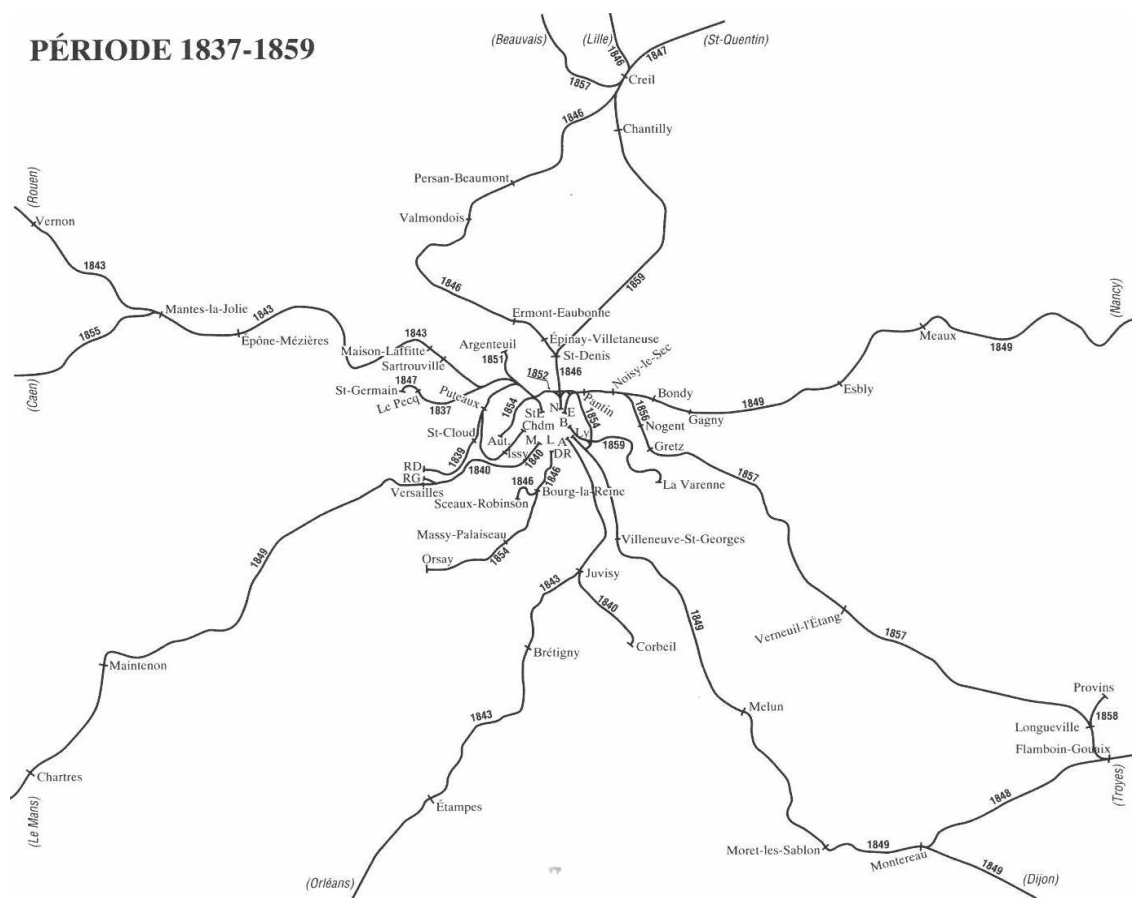 PÉRIODE 1837-1859
(Beauvais)
(Lille)
(St-Quentin)
1846
1847
1857
Creil
1846
Chantilly
Persan-Beaumont
Valmondois
(Rouen)
Vernon
1843
1859
1846
Mantes-la-Jolie
1843
Ermont-Eaubonne
(Nancy)
1855
Épône-Mézières
1843
Argenteuil
Épinay-Villetaneuse
Meaux
1849
Maison-Laffitte
1851
St-Denis
Sartrouville
1852
1846
Noisy-le-Sec
(Caen)
St-Germain
1847
Esbly
Le Pecq
1837
Puteaux
1854
StL
N
E
Pantin
Bondy
1849
Gagny
St-Cloud
Chdm
B
Ly
1854
1856
Nogent
Aut.
M
L
A
1859
Gretz
RD
1839
Issy
1840
DR
RG
1840
1857
Versailles
1846
1846
La Varenne
Sceaux-Robinson
Bourg-la-Reine
Massy-Palaiseau
Villeneuve-St-Georges
Orsay
1854
1849
Juvisy
1843
1840
1849
Verneuil-l'Étang
1857
Brétigny
Corbeil
Maintenon
Provins
1843
Melun
1858
Longueville
Flamboin-Gouaix
Chartres
(Troyes)
Étampes
1848
(Le Mans)
Moret-les-Sablon
1849
Montereau
1849
(Orléans)
(Dijon)